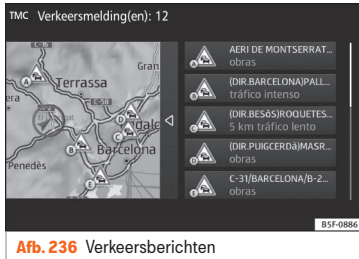 TMC Verkeersmelding(en): 12
C-16
Gran
Terrassa
C-58
era
Barcelona
Penedès
A
B
C
D
E
A AERI DE MONTSERRAT...
obras
B (DIR.BARCELONA)PALL...
tráfico intenso
C (DIR.BESòS)ROQUETES...
5 km tráfico lento
D (DIR.PUIGCERDà)MASR...
obras
E C-31/BARCELONA/B-2...
obras
B5F-0886
Afb. 236 Verkeersberichten